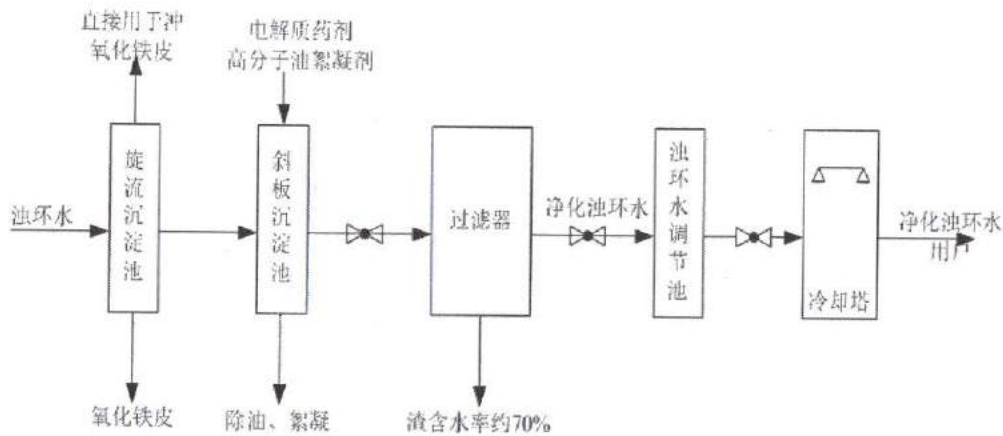 直接用于冲
氧化铁皮
电解质药剂
高分子油絮凝剂
浊环水
旋流沉淀池
斜板沉淀池
过滤器
净化浊环水
浊环水调节池
冷却塔
净化浊环水
用户
氧化铁皮
除油、絮凝
渣含水率约70%